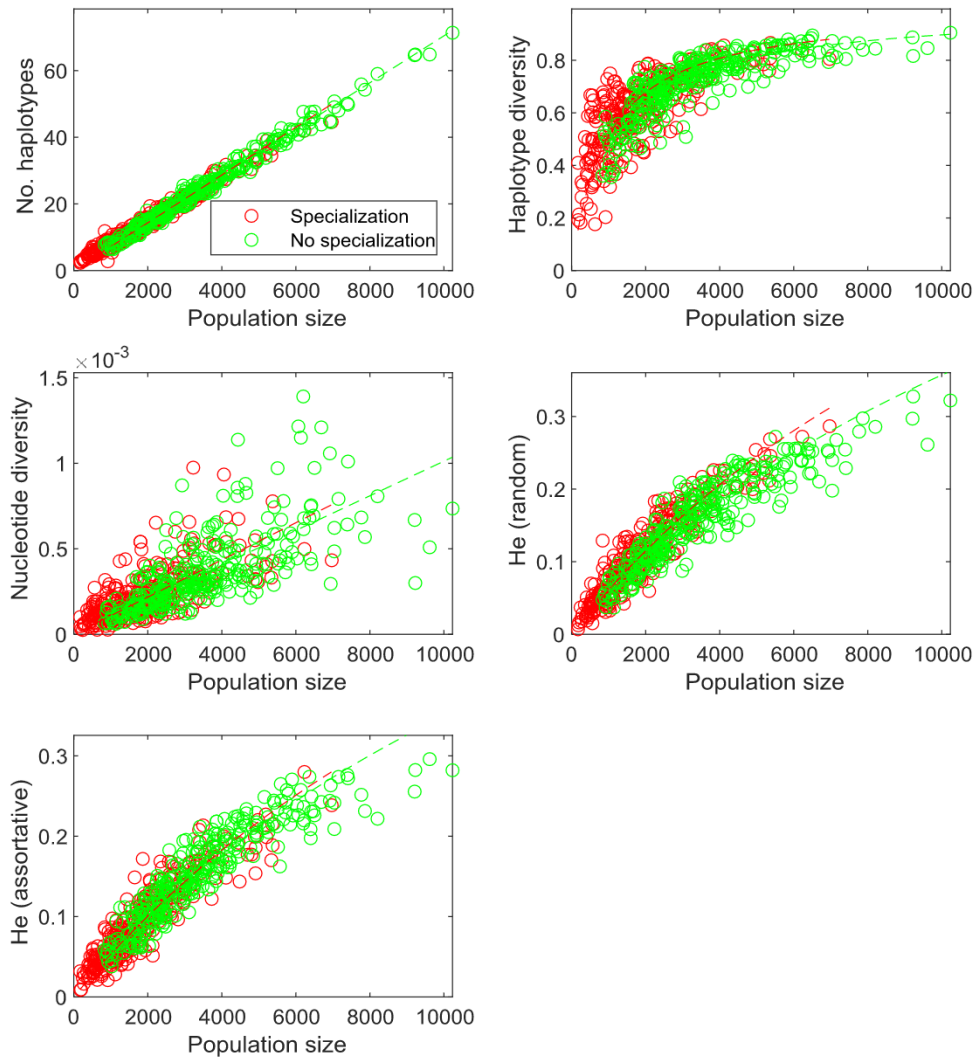 No. haplotypes
60
40
20
0
Specialization
No specialization
0 2000 4000 6000 8000 10000
Population size
Haplotype diversity
0.8
0.6
0.4
0.2
0
0 2000 4000 6000 8000 10000
Population size
×10-3
Nucleotide diversity
1.5
1
0.5
0
0 2000 4000 6000 8000 10000
Population size
He (random)
0.3
0.2
0.1
0
0 2000 4000 6000 8000 10000
Population size
He (assortative)
0.3
0.2
0.1
0
0 2000 4000 6000 8000 10000
Population size